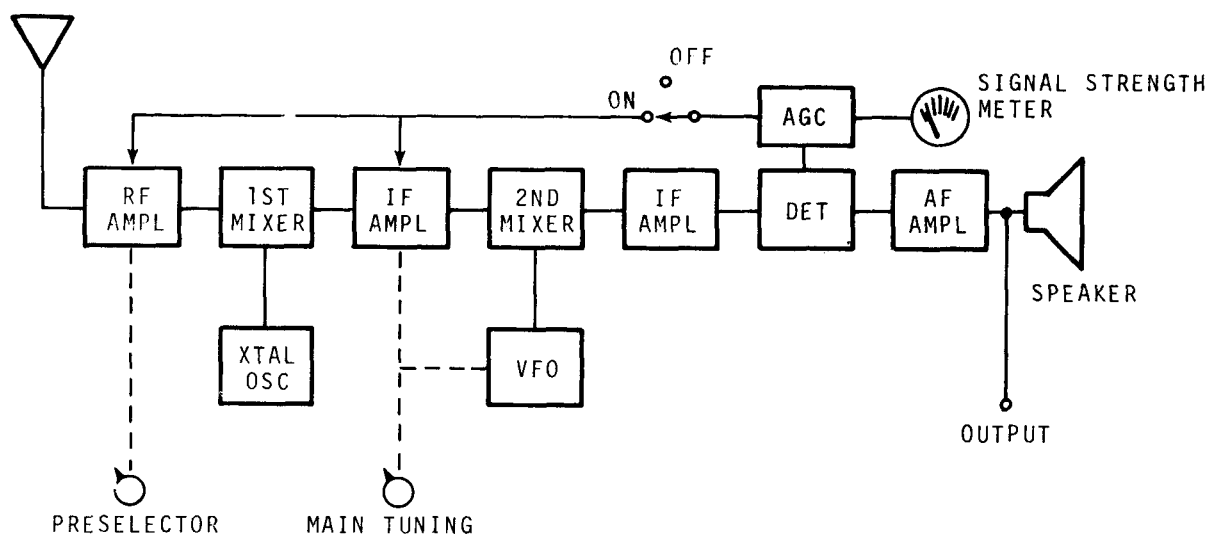 OFF
ON
AGC
SIGNAL STRENGTH
METER
RF
AMPL
1ST
MIXER
IF
AMPL
2ND
MIXER
IF
AMPL
DET
AF
AMPL
SPEAKER
XTAL
OSC
VFO
OUTPUT
PRESELECTOR
MAIN TUNING